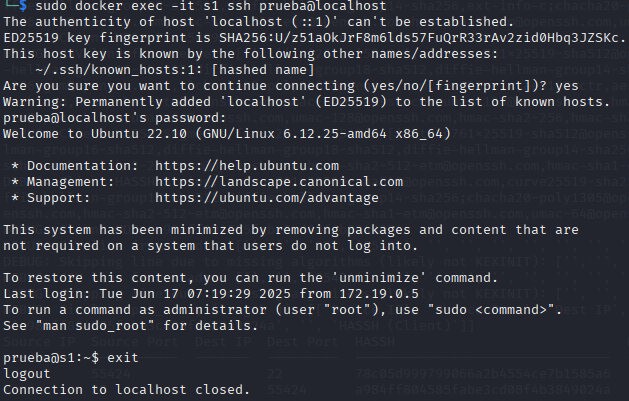 └─$ sudo docker exec -it s1 ssh prueba@localhost
The authenticity of host 'localhost (::1)' can't be established.
ED25519 key fingerprint is SHA256:U/z51aOkJrF8m6lds57FuQrR33rAv2zid0Hbq3JZSKc.
This host key is known by the following other names/addresses:
    ~/.ssh/known_hosts:1: [hashed name]
Are you sure you want to continue connecting (yes/no/[fingerprint])? yes
Warning: Permanently added 'localhost' (ED25519) to the list of known hosts.
prueba@localhost's password:
Welcome to Ubuntu 22.10 (GNU/Linux 6.12.25-amd64 x86_64)
 * Documentation:  https://help.ubuntu.com
 * Management:     https://landscape.canonical.com
 * Support:        https://ubuntu.com/advantage
This system has been minimized by removing packages and content that are
not required on a system that users do not log into.
To restore this content, you can run the 'unminimize' command.
Last login: Tue Jun 17 07:19:29 2025 from 172.19.0.5
To run a command as administrator (user "root"), use "sudo <command>".
See "man sudo_root" for details.
prueba@s1:~$ exit
logout
Connection to localhost closed.